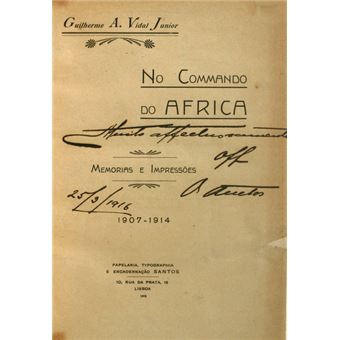 Guilherme A. Vidal Junior
No Commando
do AFRICA
Muito affectuosamente
off
Memorias e Impressões
O Auctor
25/3/1916
1907-1914
PAPELARIA, TYPOGRAPHIA
E ENCADERNAÇÃO SANTOS
10, RUA DA PRATA, 12
LISBOA